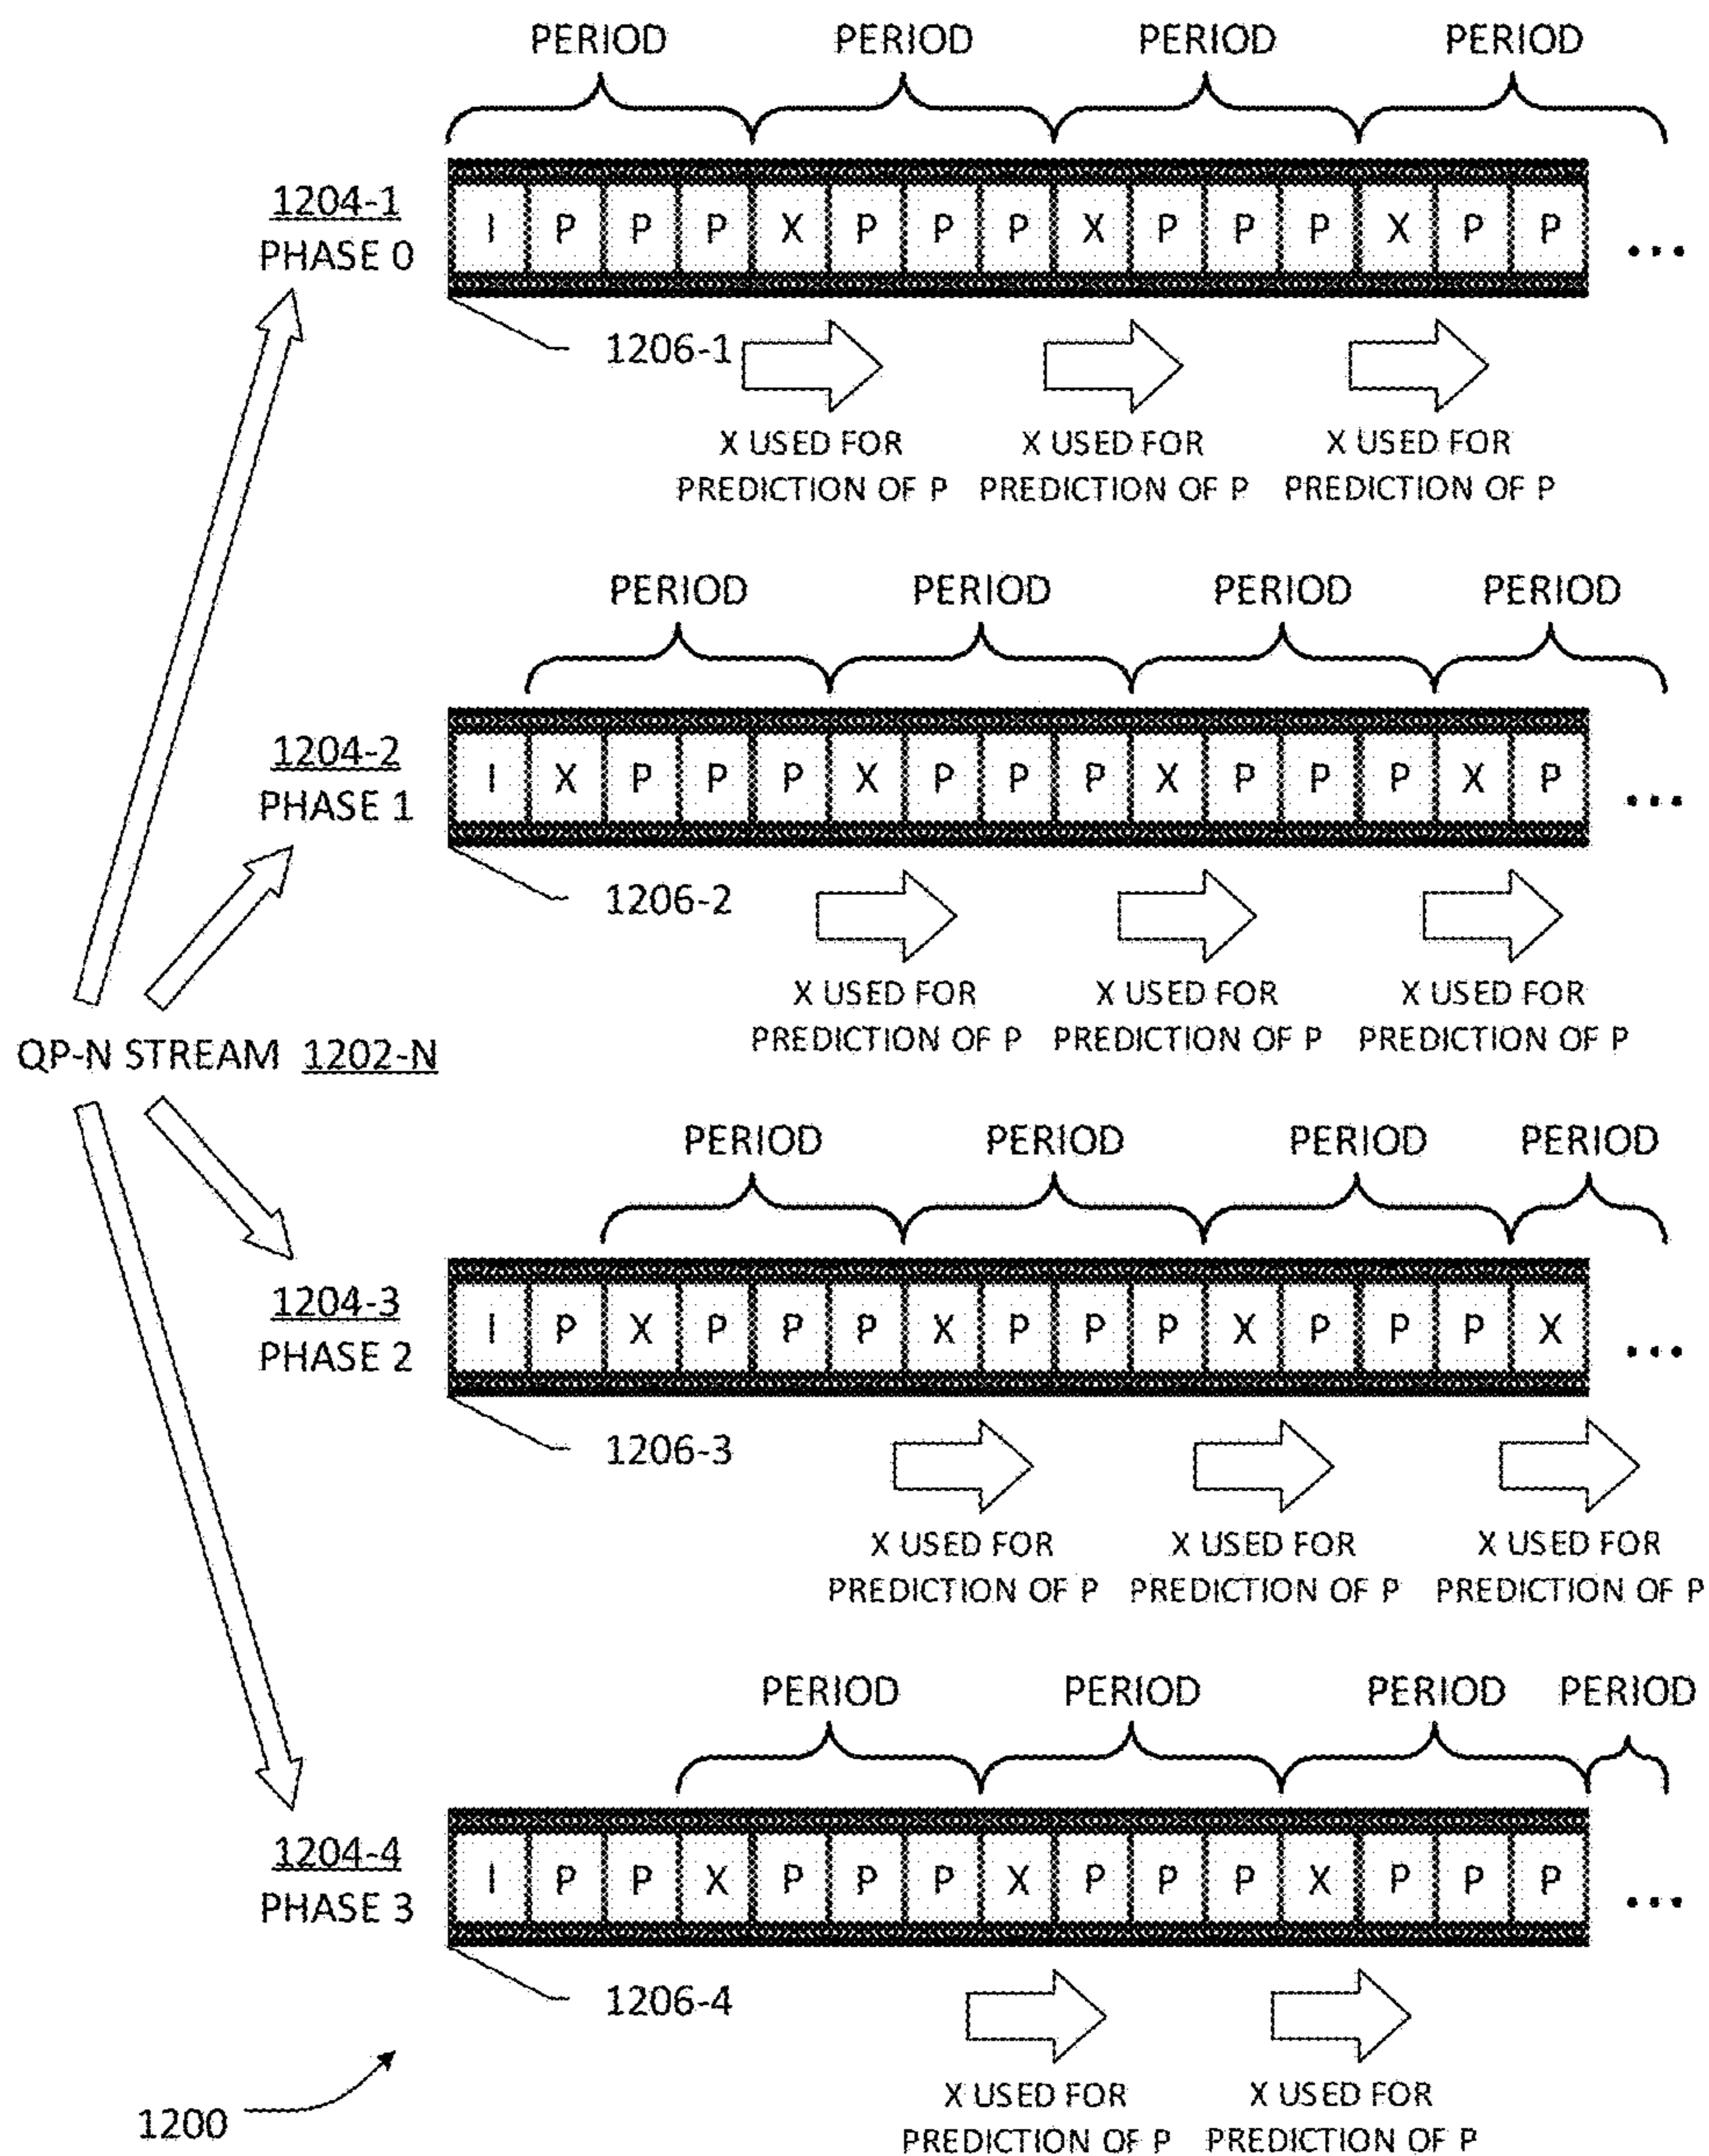 PERIOD PERIOD PERIOD PERIOD
1204-1
PHASE 0
I P P P X P P P X P P P X P P ...
1206-1
X USED FOR X USED FOR X USED FOR
PREDICTION OF P PREDICTION OF P PREDICTION OF P
PERIOD PERIOD PERIOD PERIOD
1204-2
PHASE 1
I X P P P X P P P X P P P X P ...
1206-2
X USED FOR X USED FOR X USED FOR
PREDICTION OF P PREDICTION OF P PREDICTION OF P
QP-N STREAM 1202-N
PERIOD PERIOD PERIOD PERIOD
1204-3
PHASE 2
I P X P P P X P P P X P P P X ...
1206-3
X USED FOR X USED FOR X USED FOR
PREDICTION OF P PREDICTION OF P PREDICTION OF P
PERIOD PERIOD PERIOD PERIOD
1204-4
PHASE 3
I P P X P P P X P P P X P P P ...
1206-4
X USED FOR X USED FOR
PREDICTION OF P PREDICTION OF P
1200